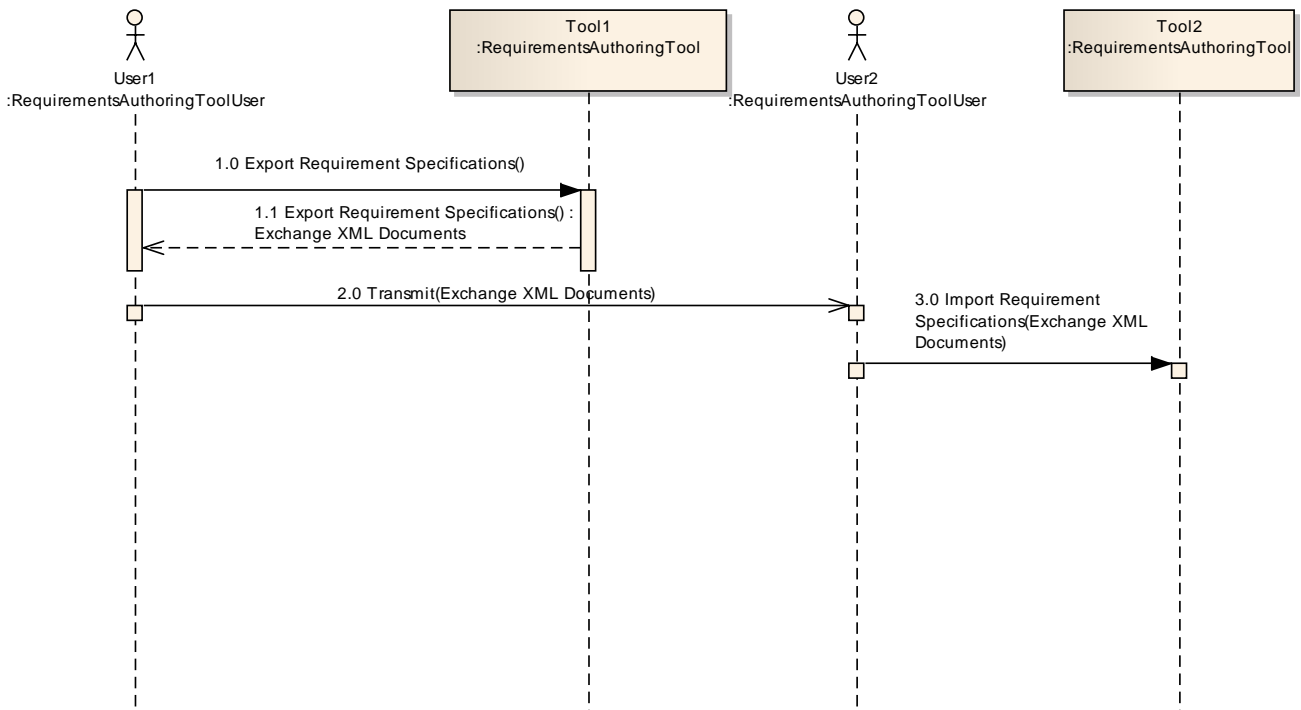 User1
:RequirementsAuthoringToolUser
Tool1
:RequirementsAuthoringTool
User2
:RequirementsAuthoringToolUser
Tool2
:RequirementsAuthoringTool
1.0 Export Requirement Specifications()
1.1 Export Requirement Specifications() :
Exchange XML Documents
2.0 Transmit(Exchange XML Documents)
3.0 Import Requirement
Specifications(Exchange XML
Documents)